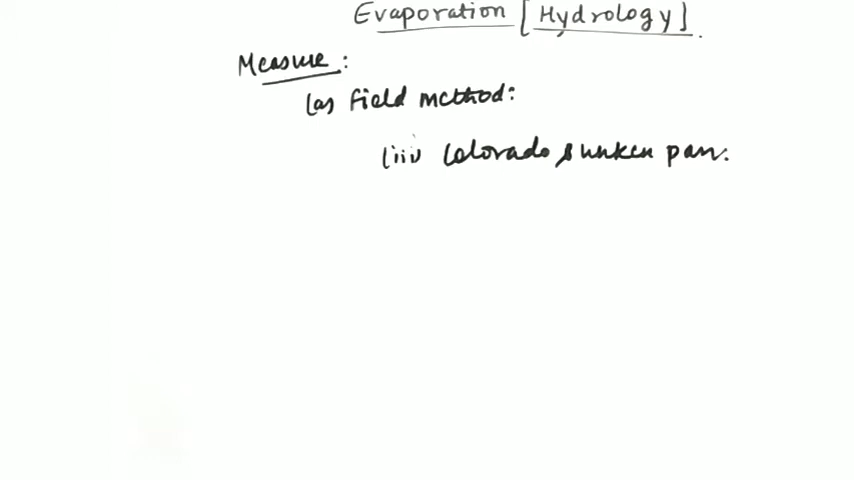 Evaporation [Hydrology].
Measure:
(a) Field method:
(iii) Colorado sunken pan: